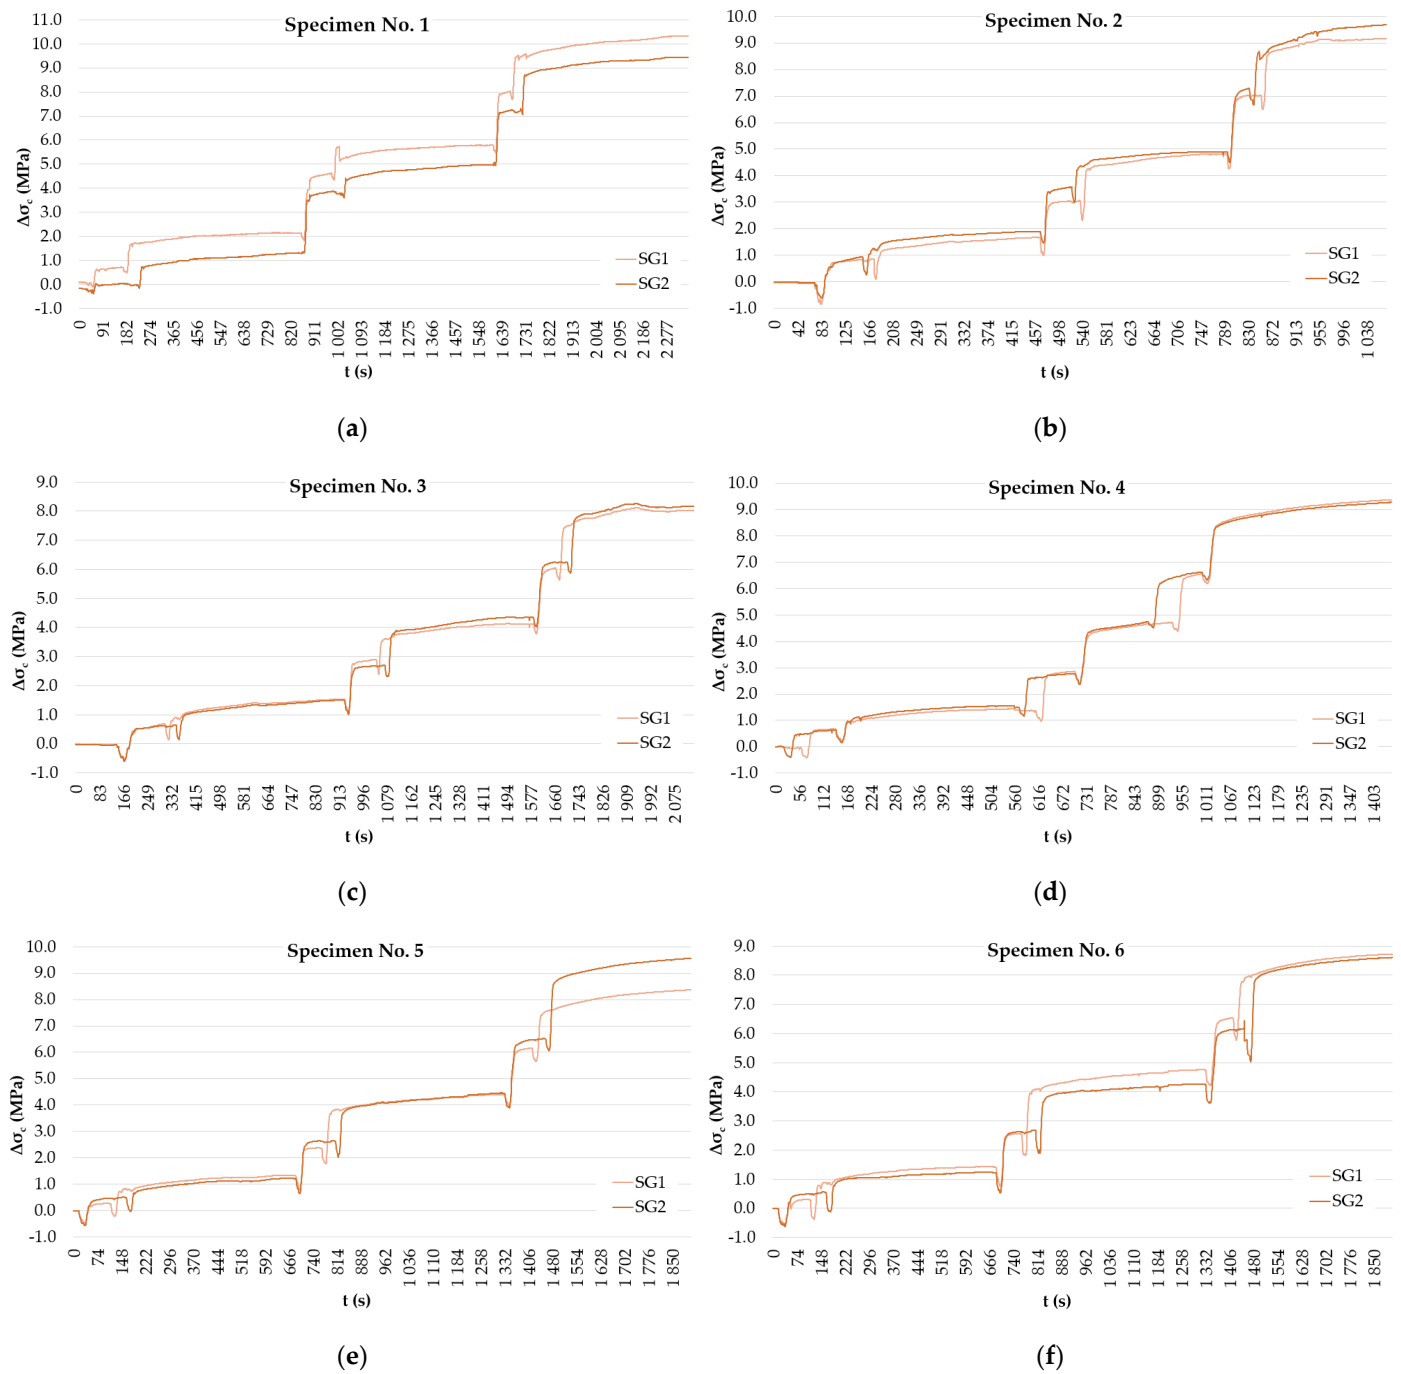 Specimen No. 1
11.0
10.0
9.0
8.0
7.0
6.0
5.0
4.0
3.0
2.0
1.0
0.0
-1.0
Δσc (MPa)
SG1
SG2
0 91 182 274 365 456 547 638 729 820 911 1 002 1 093 1 184 1 275 1 366 1 457 1 548 1 639 1 731 1 822 1 913 2 004 2 095 2 186 2 277
t (s)
(a)
Specimen No. 2
10.0
9.0
8.0
7.0
6.0
5.0
4.0
3.0
2.0
1.0
0.0
-1.0
Δσc (MPa)
SG1
SG2
0 42 83 125 166 208 249 291 332 374 415 457 498 540 581 623 664 706 747 789 830 872 913 955 996 1 038
t (s)
(b)
Specimen No. 3
9.0
8.0
7.0
6.0
5.0
4.0
3.0
2.0
1.0
0.0
-1.0
Δσc (MPa)
SG1
SG2
0 83 166 249 332 415 498 581 664 747 830 913 996 1 079 1 162 1 245 1 328 1 411 1 494 1 577 1 660 1 743 1 826 1 909 1 992 2 075
t (s)
(c)
Specimen No. 4
10.0
9.0
8.0
7.0
6.0
5.0
4.0
3.0
2.0
1.0
0.0
-1.0
Δσc (MPa)
SG1
SG2
0 56 112 168 224 280 336 392 448 504 560 616 672 731 787 843 899 955 1 011 1 067 1 123 1 179 1 235 1 291 1 347 1 403
t (s)
(d)
Specimen No. 5
10.0
9.0
8.0
7.0
6.0
5.0
4.0
3.0
2.0
1.0
0.0
-1.0
Δσc (MPa)
SG1
SG2
0 74 148 222 296 370 444 518 592 666 740 814 888 962 1 036 1 110 1 184 1 258 1 332 1 406 1 480 1 554 1 628 1 702 1 776 1 850
t (s)
(e)
Specimen No. 6
9.0
8.0
7.0
6.0
5.0
4.0
3.0
2.0
1.0
0.0
-1.0
Δσc (MPa)
SG1
SG2
0 74 148 222 296 370 444 518 592 666 740 814 888 962 1 036 1 110 1 184 1 258 1 332 1 406 1 480 1 554 1 628 1 702 1 776 1 850
t (s)
(f)